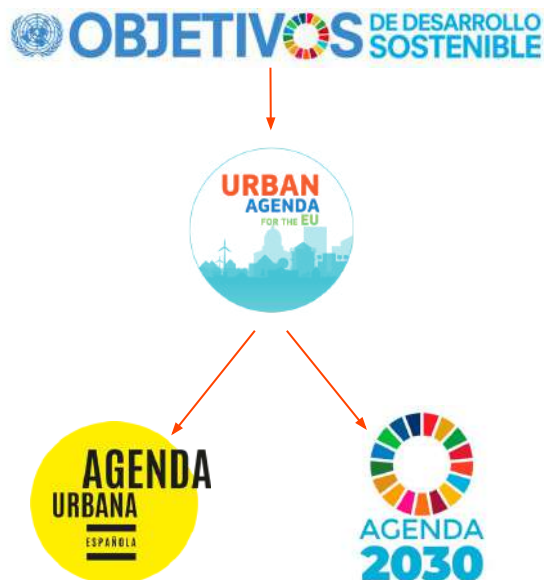 OBJETIVOS DE DESARROLLO
SOSTENIBLE
URBAN
AGENDA
FOR THE EU
AGENDA
URBANA
ESPAÑOLA
AGENDA
2030